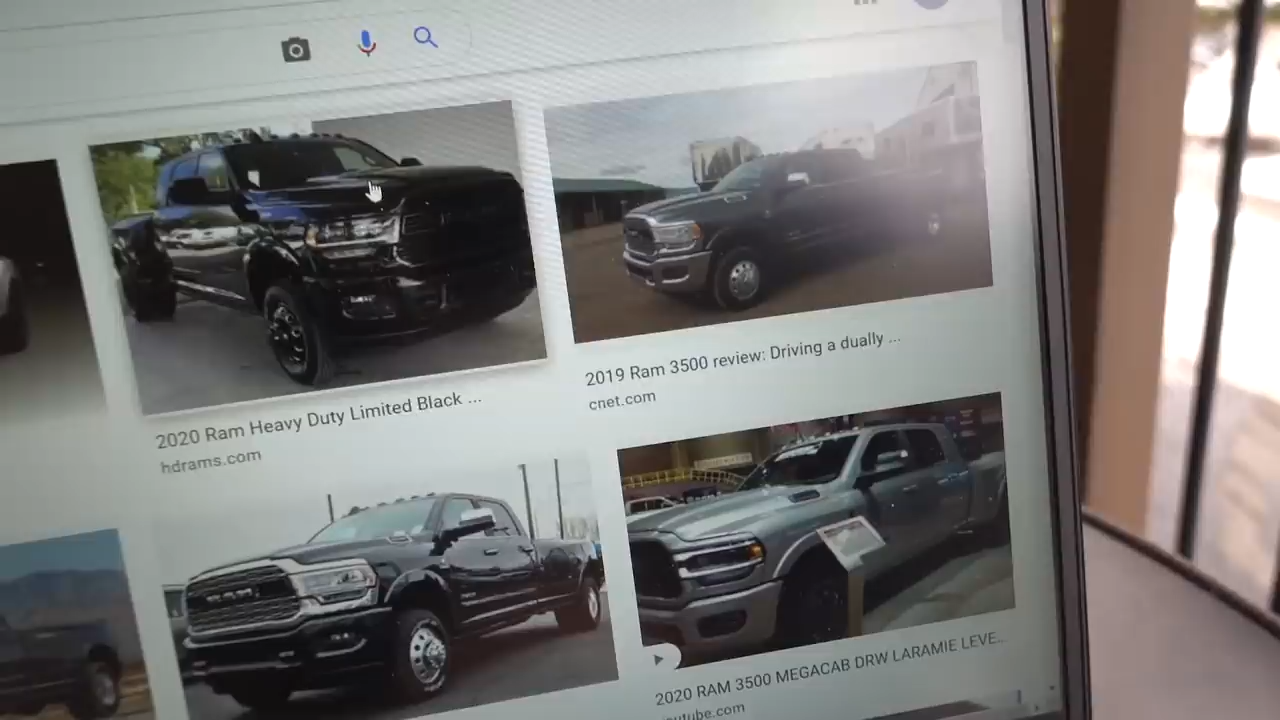 2020 Ram Heavy Duty Limited Black ...
hdrams.com
2019 Ram 3500 review: Driving a dually ...
cnet.com
RAM
2020 RAM 3500 MEGACAB DRW LARAMIE LEVE...
utube.com